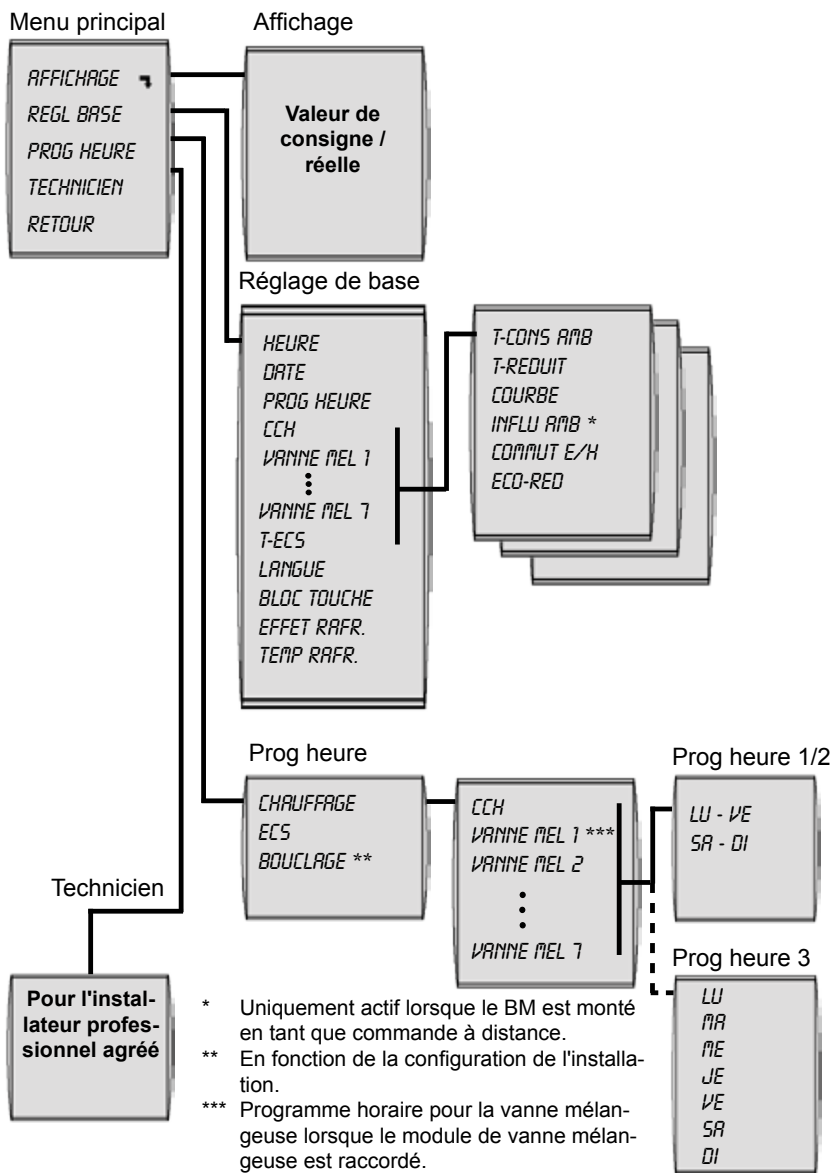 Menu principal
AFFICHAGE
REGL BASE
PROG HEURE
TECHNICIEN
RETOUR
Affichage
Valeur de
consigne /
réelle
Réglage de base
HEURE
DATE
PROG HEURE
CCH
VANNE MEL 1
VANNE MEL 7
T-ECS
LANGUE
BLOC TOUCHE
EFFET RAFR.
TEMP RAFR.
T-CONS AMB
T-REDUIT
COURBE
INFLU AMB *
COMMUT E/H
ECO-RED
Prog heure
CHAUFFAGE
ECS
BOUCLAGE **
CCH
VANNE MEL 1 ***
VANNE MEL 2
VANNE MEL 7
Prog heure 1/2
LU - VE
SA - DI
Prog heure 3
LU
MA
ME
JE
VE
SA
DI
Technicien
Pour l'instal-
lateur profes-
sionnel agréé
* Uniquement actif lorsque le BM est monté
en tant que commande à distance.
** En fonction de la configuration de l'installa-
tion.
*** Programme horaire pour la vanne mélan-
geuse lorsque le module de vanne mélan-
geuse est raccordé.